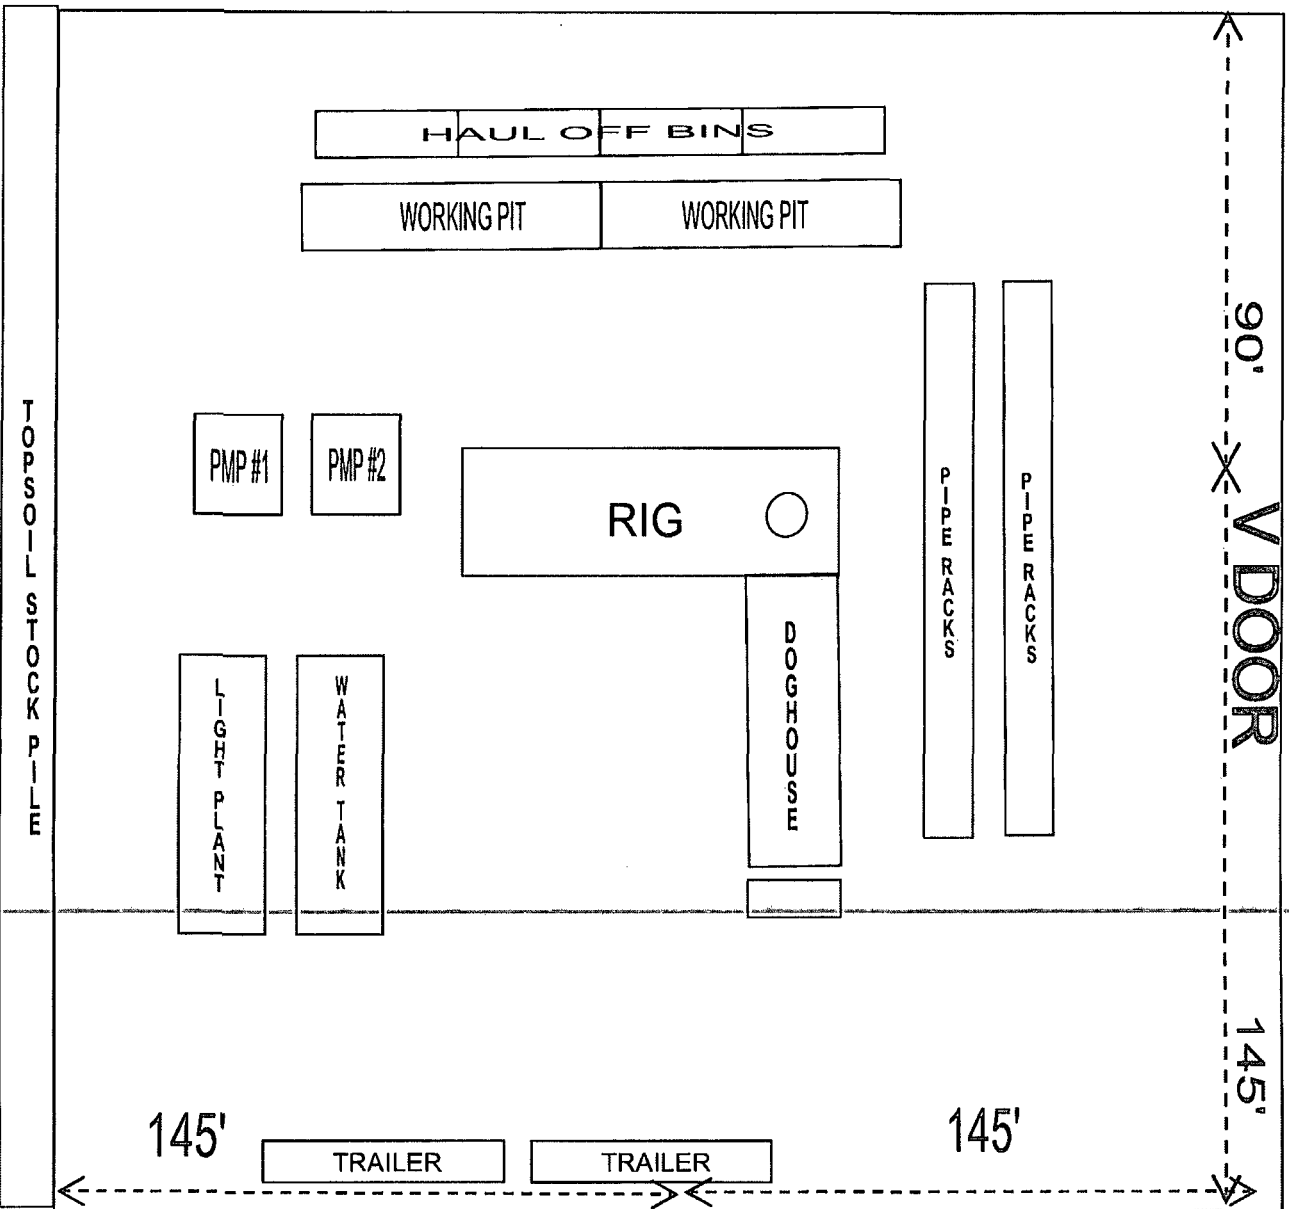 HAUL OFF BINS
WORKING PIT
WORKING PIT
90'
TOPSOIL STOCK PILE
PMP #1
PMP #2
RIG
PIPE RACKS
PIPE RACKS
V DOOR
DOGHOUSE
LIGHT PLANT
WATER TANK
145'
145'
145'
TRAILER
TRAILER